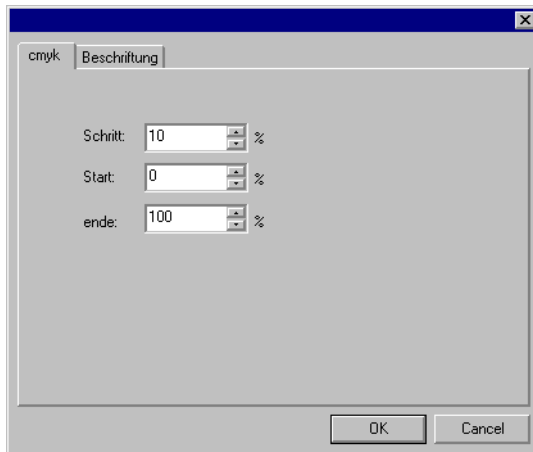 cmyk Beschriftung
Schritt: 10 %
Start: 0 %
ende: 100 %
OK Cancel